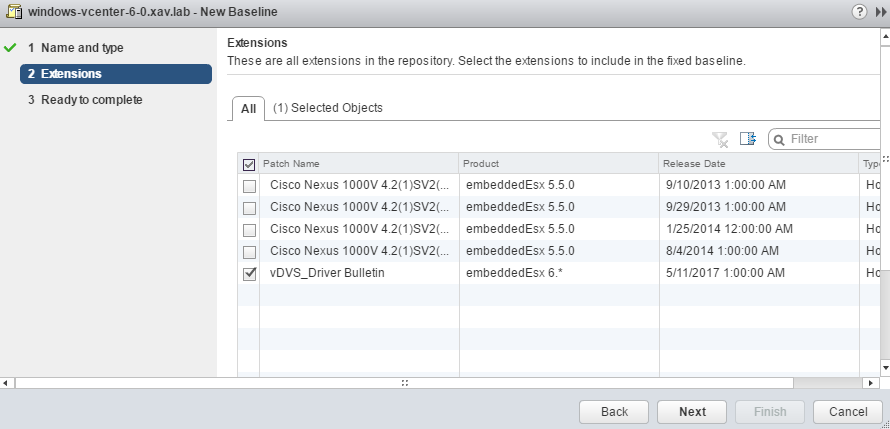 windows-vcenter-6-0.xav.lab - New Baseline
?
1 Name and type
2 Extensions
3 Ready to complete
Extensions
These are all extensions in the repository. Select the extensions to include in the fixed baseline.
All
(1) Selected Objects
Filter
Patch Name Product Release Date Type
Cisco Nexus 1000V 4.2(1)SV2(... embeddedEsx 5.5.0 9/10/2013 1:00:00 AM Ho
Cisco Nexus 1000V 4.2(1)SV2(... embeddedEsx 5.5.0 9/29/2013 1:00:00 AM Ho
Cisco Nexus 1000V 4.2(1)SV2(... embeddedEsx 5.5.0 1/25/2014 12:00:00 AM Ho
Cisco Nexus 1000V 4.2(1)SV2(... embeddedEsx 5.5.0 8/4/2014 1:00:00 AM Ho
vDVS_Driver Bulletin embeddedEsx 6.* 5/11/2017 1:00:00 AM Ho
Back Next Finish Cancel